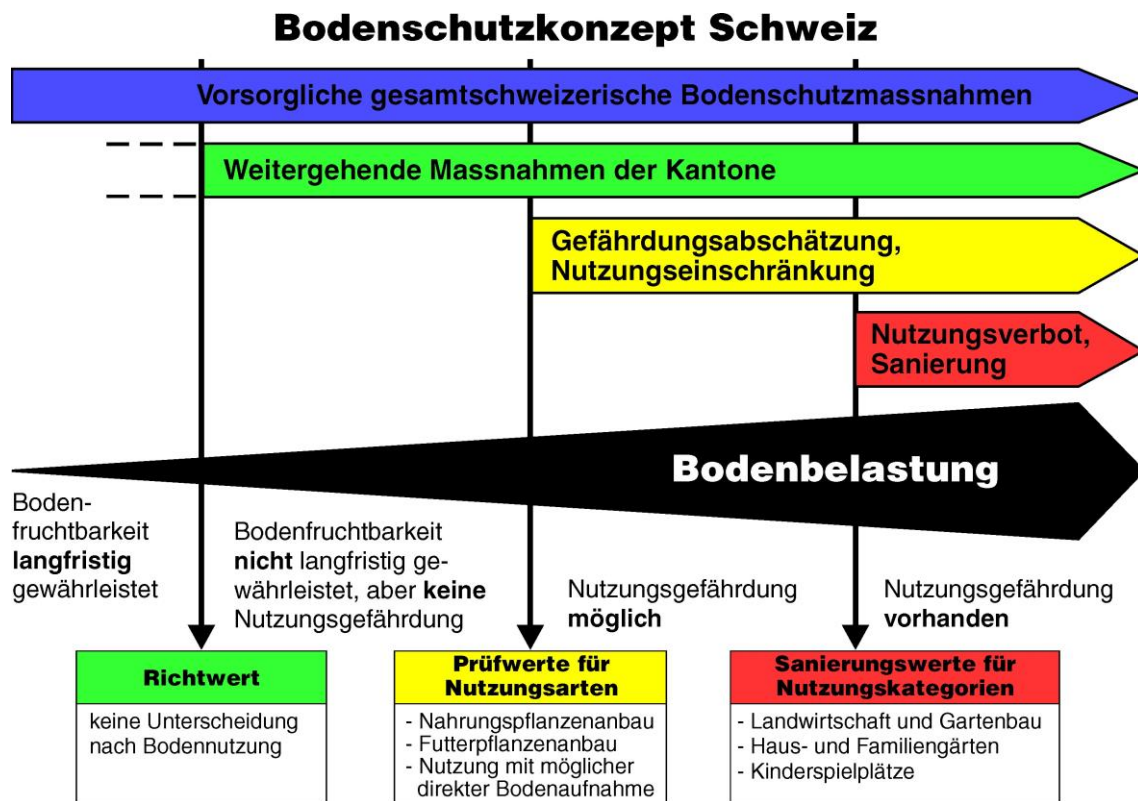 Bodenschutzkonzept Schweiz
Vorsorgliche gesamtschweizerische Bodenschutzmassnahmen
Weitergehende Massnahmen der Kantone
Gefährdungsabschätzung,
Nutzungseinschränkung
Nutzungsverbot,
Sanierung
Bodenbelastung
Boden-
fruchtbarkeit
langfristig
gewährleistet
Bodenfruchtbarkeit
nicht langfristig ge-
währleistet, aber keine
Nutzungsgefährdung
Nutzungsgefährdung
möglich
Nutzungsgefährdung
vorhanden
Richtwert
keine Unterscheidung
nach Bodennutzung
Prüfwerte für
Nutzungsarten
- Nahrungspflanzenanbau
- Futterpflanzenanbau
- Nutzung mit möglicher
direkter Bodenaufnahme
Sanierungswerte für
Nutzungskategorien
- Landwirtschaft und Gartenbau
- Haus- und Familiengärten
- Kinderspielplätze